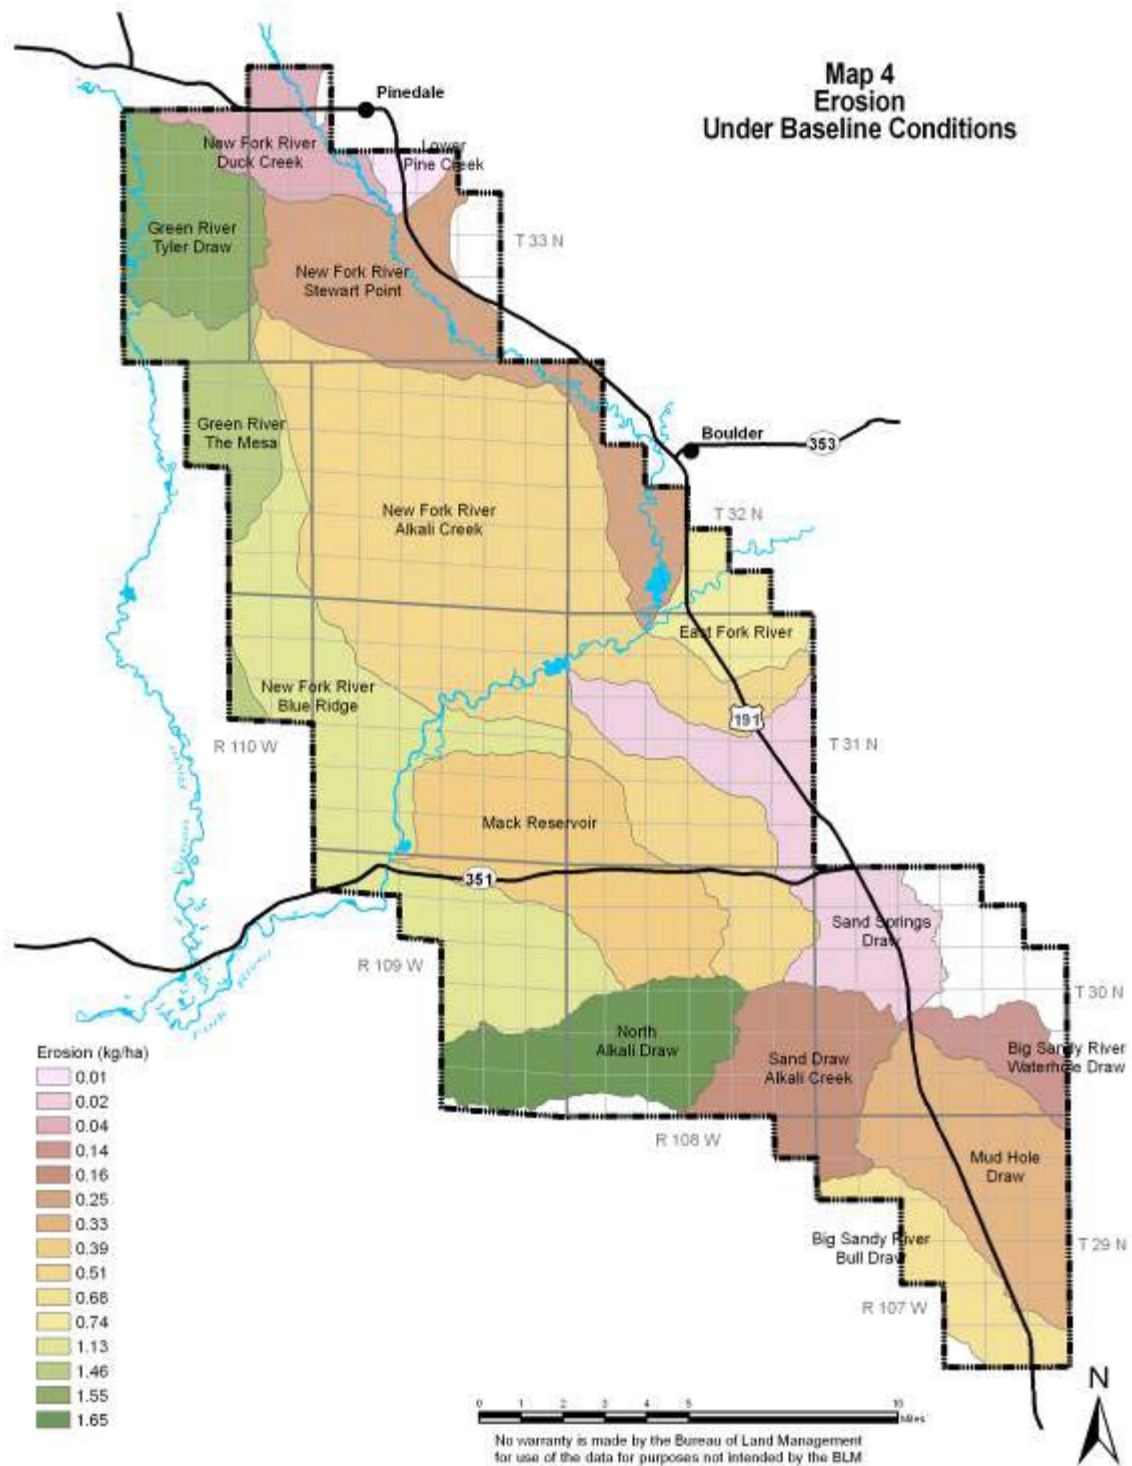 Map 4
Erosion
Under Baseline Conditions
Pinedale
New Fork River
Duck Creek
Lower
Pine Creek
Green River
Tyler Draw
T 33 N
New Fork River
Stewart Point
Green River
The Mesa
Boulder
353
New Fork River
Alkali Creek
T 32 N
East Fork River
New Fork River
Blue Ridge
191
R 110 W
T 31 N
Mack Reservoir
351
Sand Springs
Draw
R 109 W
T 30 N
North
Alkali Draw
Sand Draw
Alkali Creek
Big Sandy River
Waterhole Draw
R 108 W
Mud Hole
Draw
Big Sandy River
Bull Draw
T 29 N
R 107 W
Erosion (kg/ha)
0.01
0.02
0.04
0.14
0.16
0.25
0.33
0.39
0.51
0.68
0.74
1.13
1.46
1.55
1.65
N
0 1 2 3 4 5 10
Miles
No warranty is made by the Bureau of Land Management
for use of the data for purposes not intended by the BLM